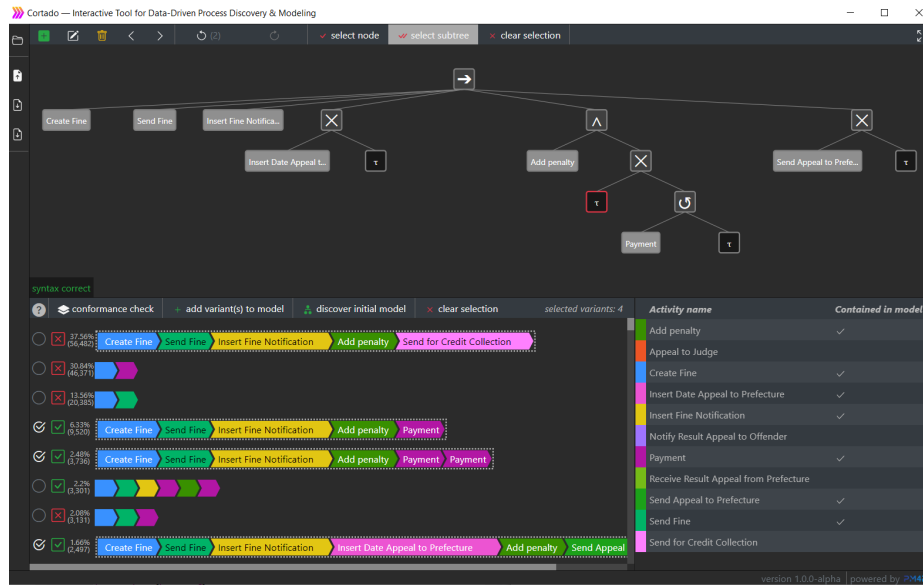 Cortado — Interactive Tool for Data-Driven Process Discovery & Modeling
(2) select node select subtree clear selection
Create Fine Send Fine Insert Fine Notifica...
Insert Date Appeal t... τ Add penalty Send Appeal to Prefe... τ
τ
Payment τ
syntax correct
? conformance check + add variant(s) to model discover initial model × clear selection selected variants: 4 Activity name Contained in model
37.56%
(56,482) Create Fine Send Fine Insert Fine Notification Add penalty Send for Credit Collection
30.84%
(46,371)
13.56%
(20,385)
6.33%
(9,520) Create Fine Send Fine Insert Fine Notification Add penalty Payment
2.48%
(3,736) Create Fine Send Fine Insert Fine Notification Add penalty Payment Payment
2.2%
(3,301)
2.08%
(3,131)
1.66%
(2,497) Create Fine Send Fine Insert Fine Notification Insert Date Appeal to Prefecture Add penalty Send Appeal
Add penalty
Appeal to Judge
Create Fine
Insert Date Appeal to Prefecture
Insert Fine Notification
Notify Result Appeal to Offender
Payment
Receive Result Appeal from Prefecture
Send Appeal to Prefecture
Send Fine
Send for Credit Collection
version 1.0.0-alpha powered by